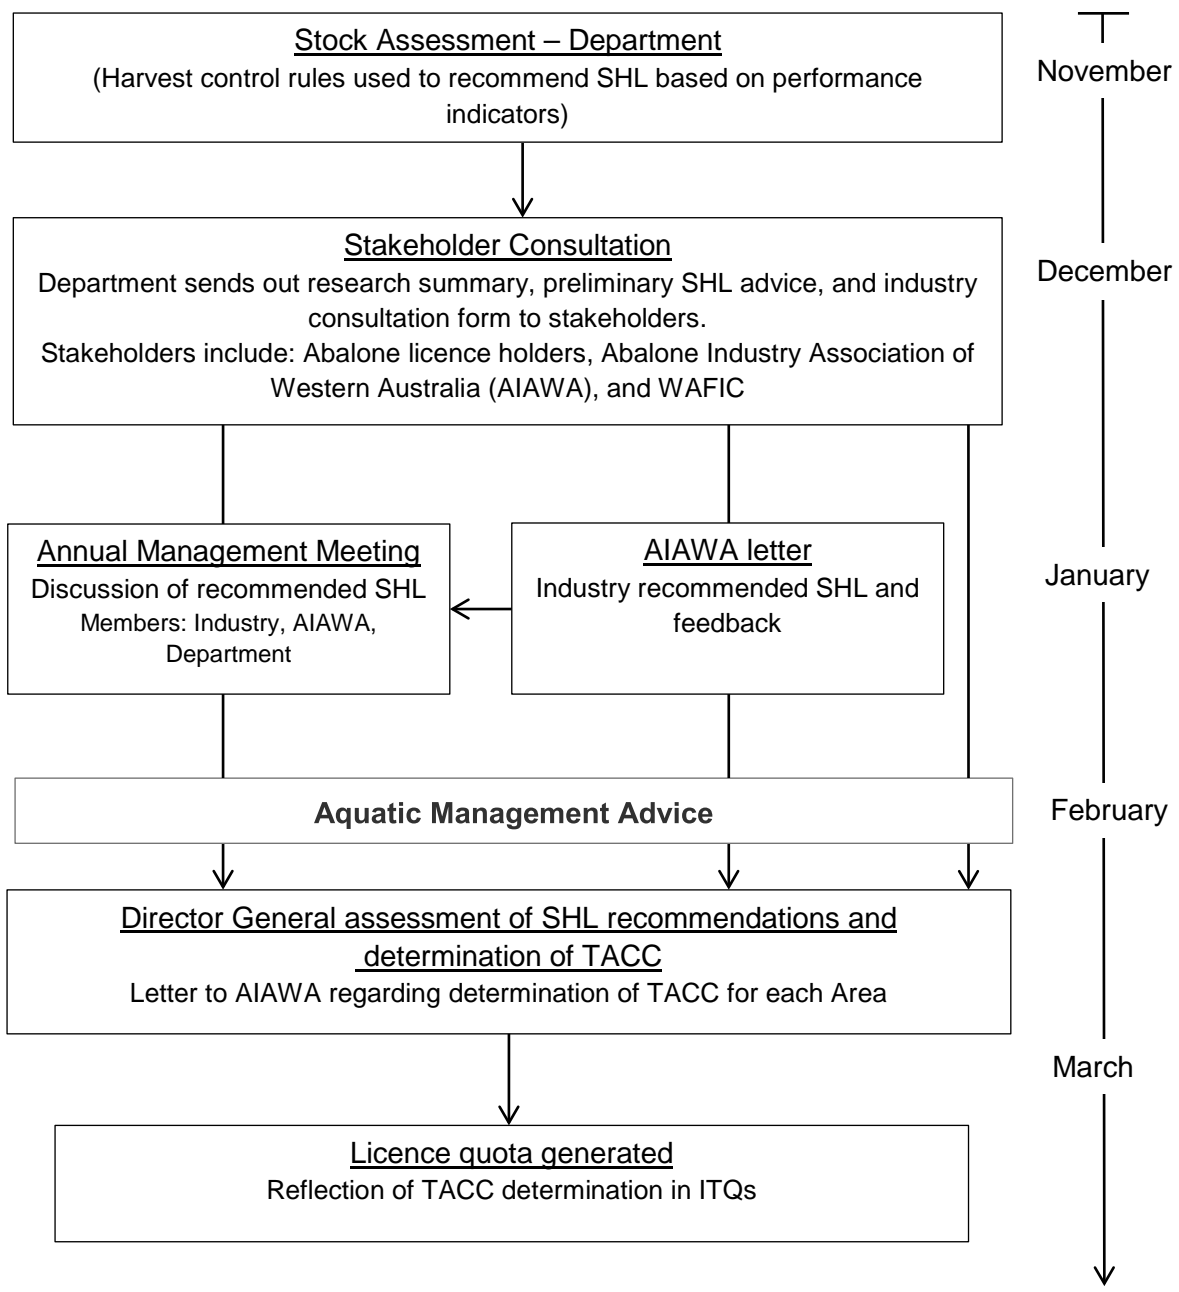 Stock Assessment – Department
(Harvest control rules used to recommend SHL based on performance
indicators)
November
Stakeholder Consultation
Department sends out research summary, preliminary SHL advice, and industry
consultation form to stakeholders.
Stakeholders include: Abalone licence holders, Abalone Industry Association of
Western Australia (AIAWA), and WAFIC
December
Annual Management Meeting
Discussion of recommended SHL
Members: Industry, AIAWA,
Department
AIAWA letter
Industry recommended SHL and
feedback
January
Aquatic Management Advice
February
Director General assessment of SHL recommendations and
determination of TACC
Letter to AIAWA regarding determination of TACC for each Area
March
Licence quota generated
Reflection of TACC determination in ITQs